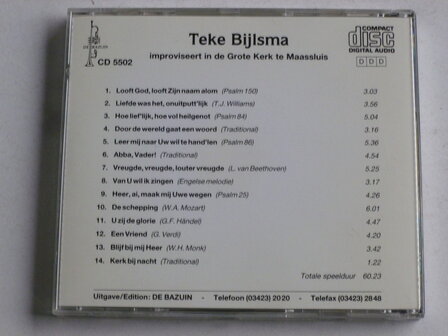 Teke Bijlsma
improviseert in de Grote Kerk te Maassluis
DE BAZUIN
CD 5502
COMPACT
disc
DIGITAL AUDIO
DDD
1. Looft God, looft Zijn naam alom (Psalm 150) 3.03
2. Liefde was het, onuitputt'lijk (T.J. Williams) 3.56
3. Hoe lief'lijk, hoe vol heilgenot (Psalm 84) 5.04
4. Door de wereld gaat een woord (Traditional) 3.16
5. Leer mij naar Uw wil te hand'len (Psalm 86) 5.36
6. Abba, Vader! (Traditional) 4.54
7. Vreugde, vreugde, louter vreugde (L. van Beethoven) 5.25
8. Van U wil ik zingen (Engelse melodie) 3.17
9. Heer, ai, maak mij Uwe wegen (Psalm 25) 4.26
10. De schepping (W.A. Mozart) 6.01
11. U zij de glorie (G.F. Händel) 4.47
12. Een Vriend (G. Verdi) 4.20
13. Blijf bij mij Heer (W.H. Monk) 3.42
14. Kerk bij nacht (Traditional) 1.22
Totale speelduur 60.23
Uitgave/Edition: DE BAZUIN - Telefoon (03423) 20 20 - Telefax (03423) 28 48